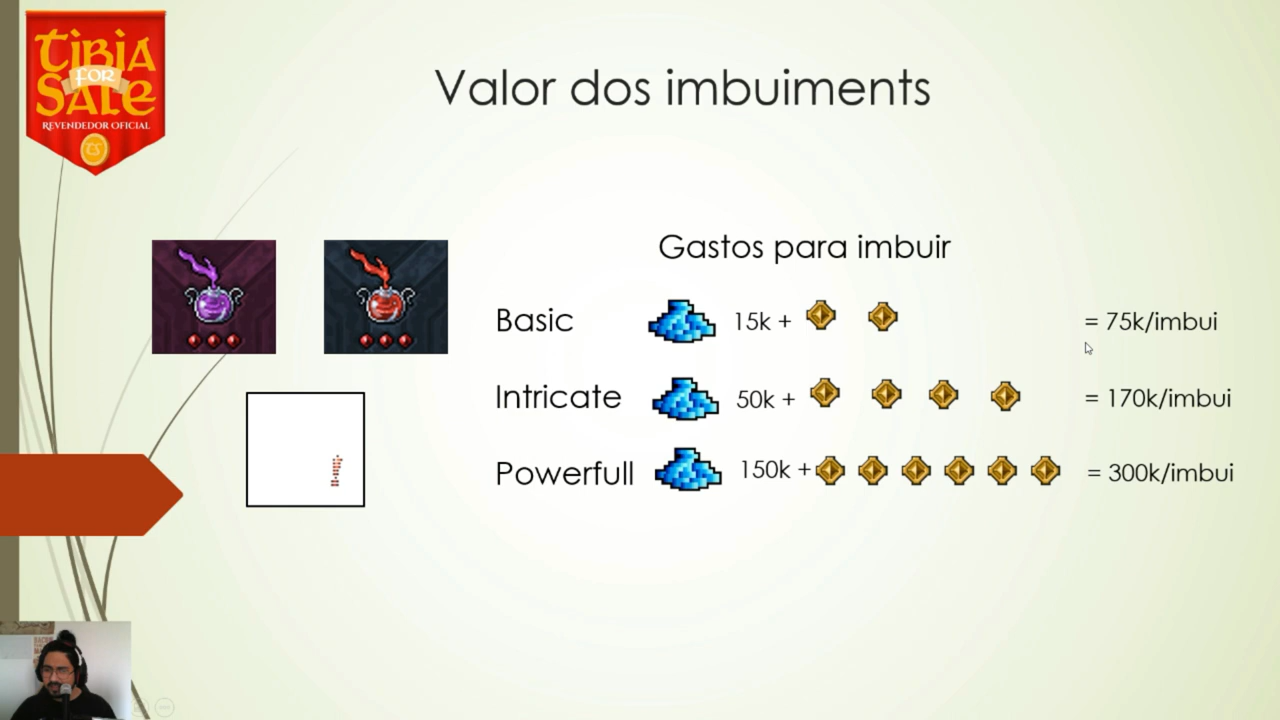 TiBiA
FOR
SALE
REVENDEDOR OFICIAL
Valor dos imbuiments
Gastos para imbuir
Basic 15k + = 75k/imbui
Intricate 50k + = 170k/imbui
Powerfull 150k + = 300k/imbui